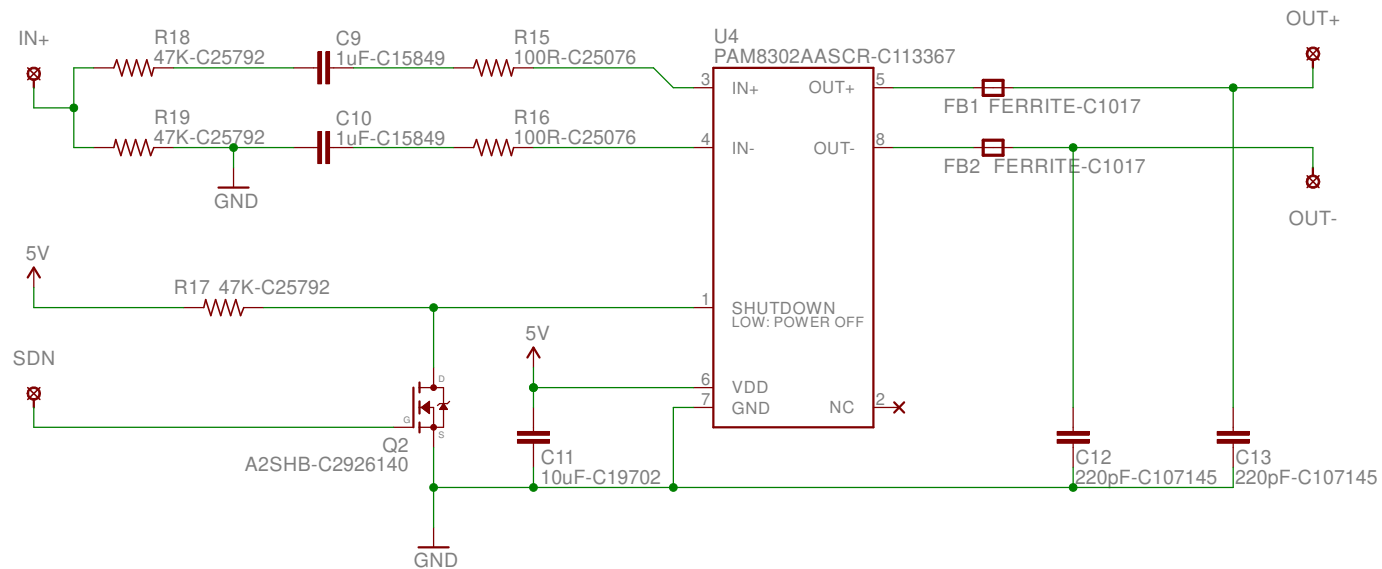 OUT+
IN+
R18
47K-C25792
C9
1uF-C15849
R15
100R-C25076
U4
PAM8302AASCR-C113367
3
IN+
OUT+
5
FB1 FERRITE-C1017
R19
47K-C25792
C10
1uF-C15849
R16
100R-C25076
4
IN-
OUT-
8
FB2 FERRITE-C1017
GND
OUT-
5V
R17 47K-C25792
1
SHUTDOWN
LOW: POWER OFF
5V
SDN
D
G
S
6
VDD
7
GND
NC
2
Q2
A2SHB-C2926140
C11
10uF-C19702
C12
220pF-C107145
C13
220pF-C107145
GND